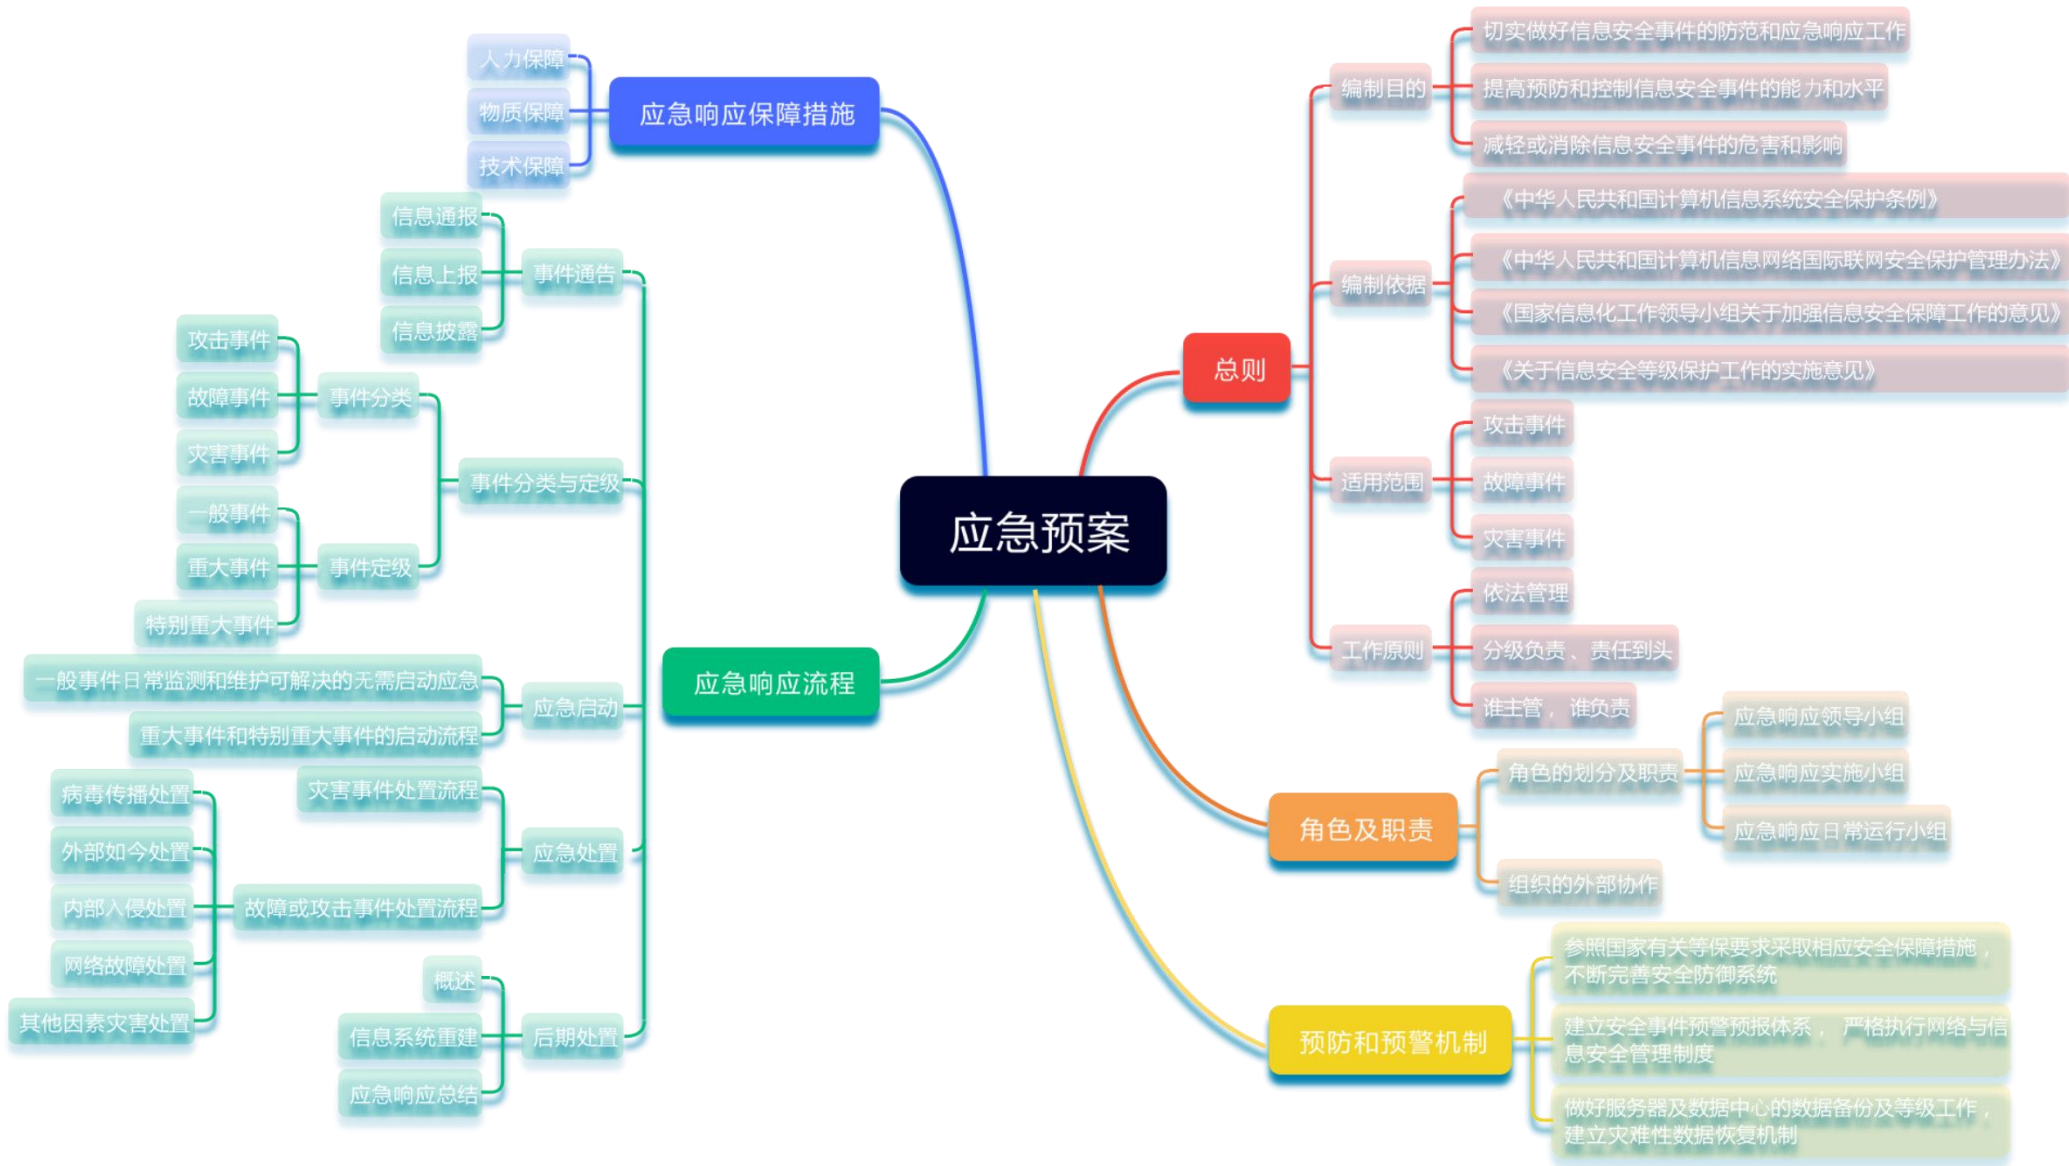 应急预案
总则
编制目的
切实做好信息安全事件的防范和应急响应工作
提高预防和控制信息安全事件的能力和水平
减轻或消除信息安全事件的危害和影响
编制依据
《中华人民共和国计算机信息系统安全保护条例》
《中华人民共和国计算机信息网络国际联网安全保护管理办法》
《国家信息化工作领导小组关于加强信息安全保障工作的意见》
《关于信息安全等级保护工作的实施意见》
适用范围
攻击事件
故障事件
灾害事件
工作原则
依法管理
分级负责、责任到头
谁主管，谁负责
角色及职责
角色的划分及职责
应急响应领导小组
应急响应实施小组
应急响应日常运行小组
组织的外部协作
预防和预警机制
参照国家有关等保要求采取相应安全保障措施，
不断完善安全防御系统
建立安全事件预警预报体系，严格执行网络与信
息安全管理制度
做好服务器及数据中心的数据备份及等级工作，
建立灾难性数据恢复机制
应急响应流程
事件通告
信息通报
信息上报
信息披露
事件分类与定级
事件分类
攻击事件
故障事件
灾害事件
事件定级
一般事件
重大事件
特别重大事件
应急启动
一般事件日常监测和维护可解决的无需启动应急
重大事件和特别重大事件的启动流程
应急处置
灾害事件处置流程
故障或攻击事件处置流程
病毒传播处置
外部如今处置
内部入侵处置
网络故障处置
其他因素灾害处置
后期处置
概述
信息系统重建
应急响应总结
应急响应保障措施
人力保障
物质保障
技术保障